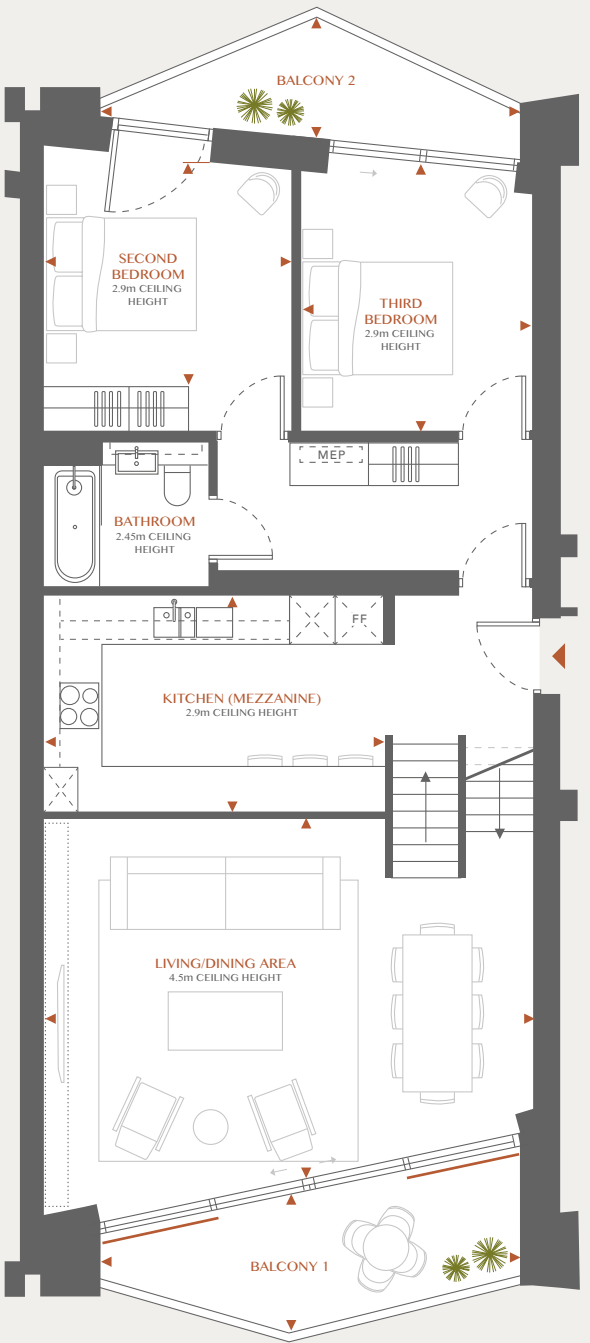 BALCONY 2
SECOND
BEDROOM
2.9m CEILING
HEIGHT
THIRD
BEDROOM
2.9m CEILING
HEIGHT
MEP
BATHROOM
2.45m CEILING
HEIGHT
FF
KITCHEN (MEZZANINE)
2.9m CEILING HEIGHT
LIVING/DINING AREA
4.5m CEILING HEIGHT
BALCONY 1